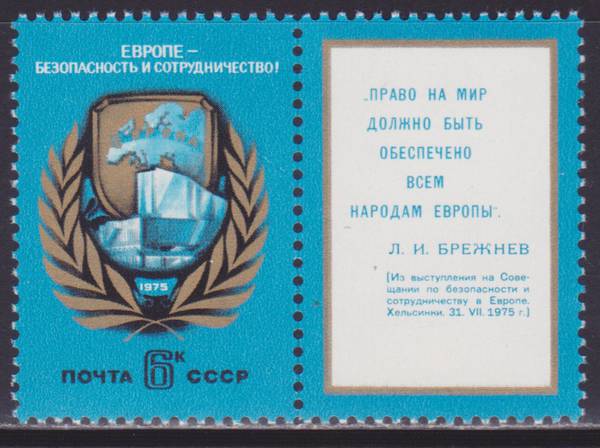 ЕВРОПЕ —
БЕЗОПАСНОСТЬ И СОТРУДНИЧЕСТВО!
1975
ПОЧТА 6К СССР
„ПРАВО НА МИР
ДОЛЖНО БЫТЬ
ОБЕСПЕЧЕНО
ВСЕМ
НАРОДАМ ЕВРОПЫ".
Л. И. БРЕЖНЕВ
(Из выступления на Сове-
щании по безопасности и
сотрудничеству в Европе.
Хельсинки. 31. VII. 1975 г.)